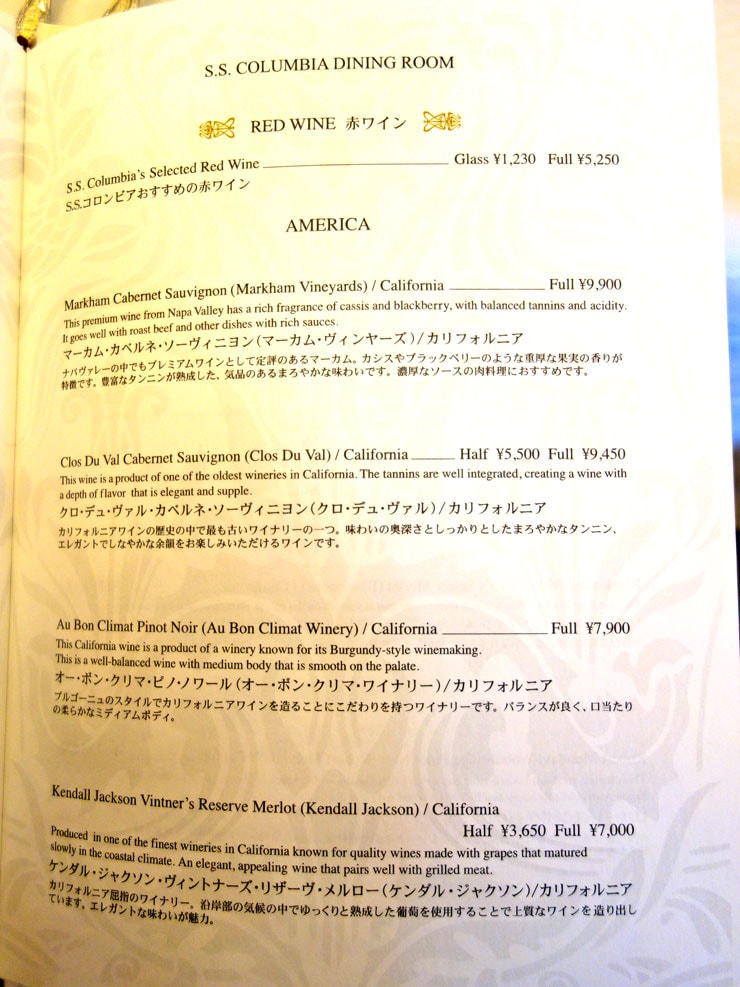 S.S. COLUMBIA DINING ROOM
RED WINE 赤ワイン
S.S. Columbia's Selected Red Wine Glass ¥1,230 Full ¥5,250
S.S.コロンビアおすすめの赤ワイン
AMERICA
Markham Cabernet Sauvignon (Markham Vineyards) / California Full ¥9,900
This premium wine from Napa Valley has a rich fragrance of cassis and blackberry, with balanced tannins and acidity.
It goes well with roast beef and other dishes with rich sauces.
マーカム・カベルネ・ソーヴィニヨン(マーカム・ヴィンヤーズ)/カリフォルニア
ナパヴァレーの中でもプレミアムワインとして定評のあるマーカム。カシスやブラックベリーのような重厚な果実の香りが
特徴です。豊富なタンニンが熟成した、気品のあるまろやかな味わいです。濃厚なソースの肉料理におすすめです。
Clos Du Val Cabernet Sauvignon (Clos Du Val) / California Half ¥5,500 Full ¥9,450
This wine is a product of one of the oldest wineries in California. The tannins are well integrated, creating a wine with
a depth of flavor that is elegant and supple.
クロ・デュ・ヴァル・カベルネ・ソーヴィニヨン(クロ・デュ・ヴァル)/カリフォルニア
カリフォルニアワインの歴史の中で最も古いワイナリーの一つ。味わいの奥深さとしっかりとしたまろやかなタンニン、
エレガントでしなやかな余韻をお楽しみいただけるワインです。
Au Bon Climat Pinot Noir (Au Bon Climat Winery) / California Full ¥7,900
This California wine is a product of a winery known for its Burgundy-style winemaking.
This is a well-balanced wine with medium body that is smooth on the palate.
オー・ボン・クリマ・ピノ・ノワール(オー・ボン・クリマ・ワイナリー)/カリフォルニア
ブルゴーニュのスタイルでカリフォルニアワインを造ることにこだわりを持つワイナリーです。バランスが良く、口当たり
の柔らかなミディアムボディ。
Kendall Jackson Vintner's Reserve Merlot (Kendall Jackson) / California
Half ¥3,650 Full ¥7,000
Produced in one of the finest wineries in California known for quality wines made with grapes that matured
slowly in the coastal climate. An elegant, appealing wine that pairs well with grilled meat.
ケンダル・ジャクソン・ヴィントナーズ・リザーヴ・メルロー(ケンダル・ジャクソン)/カリフォルニア
カリフォルニア屈指のワイナリー。沿岸部の気候の中でゆっくりと熟成した葡萄を使用することで上質なワインを造り出し
ています。エレガントな味わいが魅力。